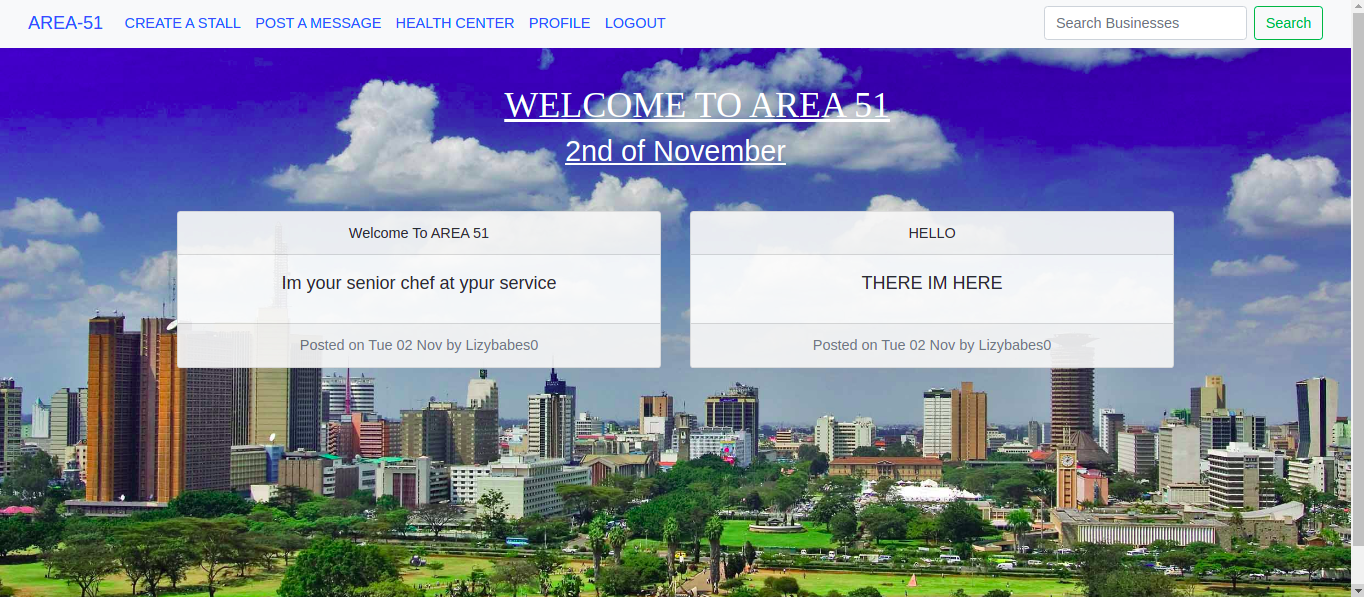 AREA-51 CREATE A STALL POST A MESSAGE HEALTH CENTER PROFILE LOGOUT Search Businesses Search
WELCOME TO AREA 51
2nd of November
Welcome To AREA 51
Im your senior chef at ypur service
Posted on Tue 02 Nov by Lizybabes0
HELLO
THERE IM HERE
Posted on Tue 02 Nov by Lizybabes0